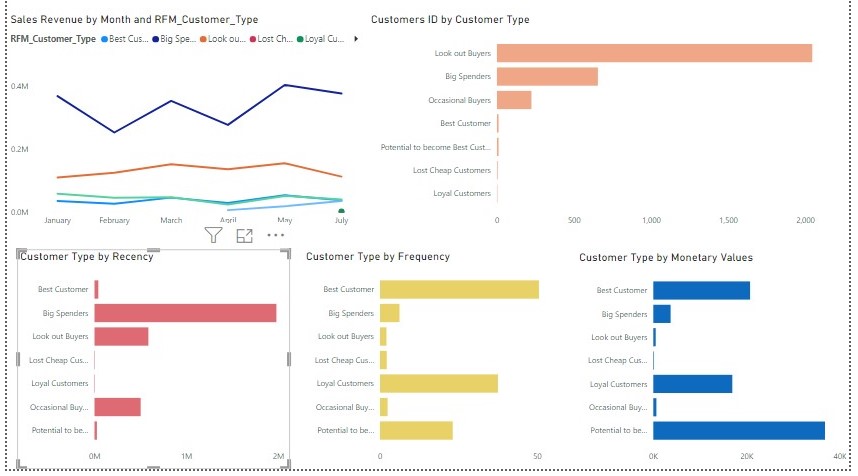 Sales Revenue by Month and RFM_Customer_Type
RFM_Customer_Type Best Cus... Big Spe... Look ou... Lost Ch... Loyal Cu...
0.4M
0.2M
0.0M
January February March April May July
Customers ID by Customer Type
Look out Buyers
Big Spenders
Occasional Buyers
Best Customer
Potential to become Best Cust...
Lost Cheap Customers
Loyal Customers
0 500 1,000 1,500 2,000
Customer Type by Recency
Best Customer
Big Spenders
Look out Buyers
Lost Cheap Cus...
Loyal Customers
Occasional Buy...
Potential to be...
0M 1M 2M
Customer Type by Frequency
Best Customer
Big Spenders
Look out Buyers
Lost Cheap Cus...
Loyal Customers
Occasional Buy...
Potential to be...
0 50
Customer Type by Monetary Values
Best Customer
Big Spenders
Look out Buyers
Lost Cheap Cus...
Loyal Customers
Occasional Buy...
Potential to be...
0K 20K 40K